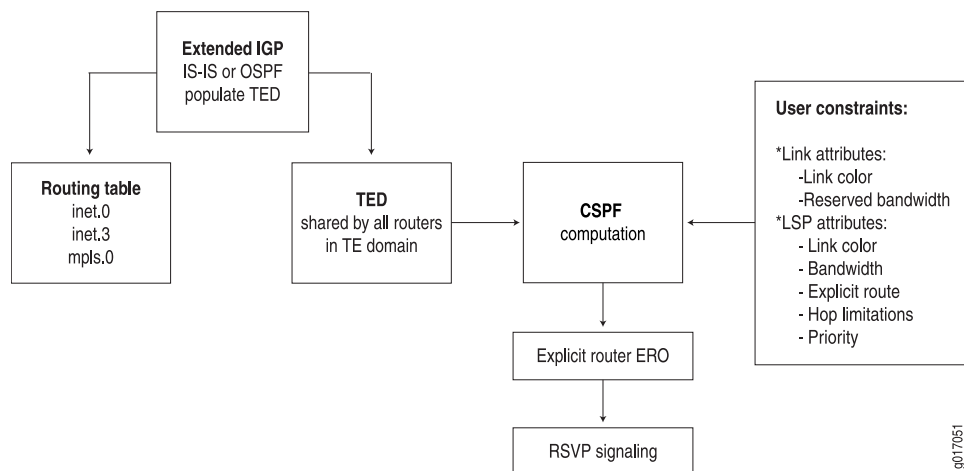 Extended IGP
IS-IS or OSPF
populate TED
User constraints:
*Link attributes:
-Link color
-Reserved bandwidth
*LSP attributes:
- Link color
- Bandwidth
- Explicit route
- Hop limitations
- Priority
Routing table
inet.0
inet.3
mpls.0
TED
shared by all routers
in TE domain
CSPF
computation
Explicit router ERO
RSVP signaling
g017051